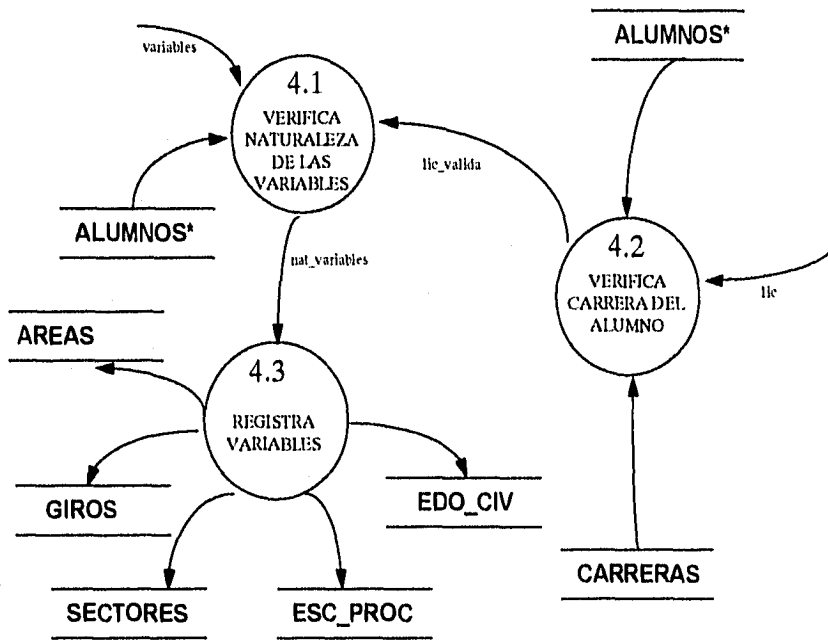 ALUMNOS*
variables
4.1
VERIFICA
NATURALEZA
DE LAS
VARIABLES
lic_valida
ALUMNOS*
4.2
VERIFICA
CARRERA DEL
ALUMNO
lic
nat_variables
AREAS
4.3
REGISTRA
VARIABLES
GIROS
EDO_CIV
CARRERAS
SECTORES
ESC_PROC